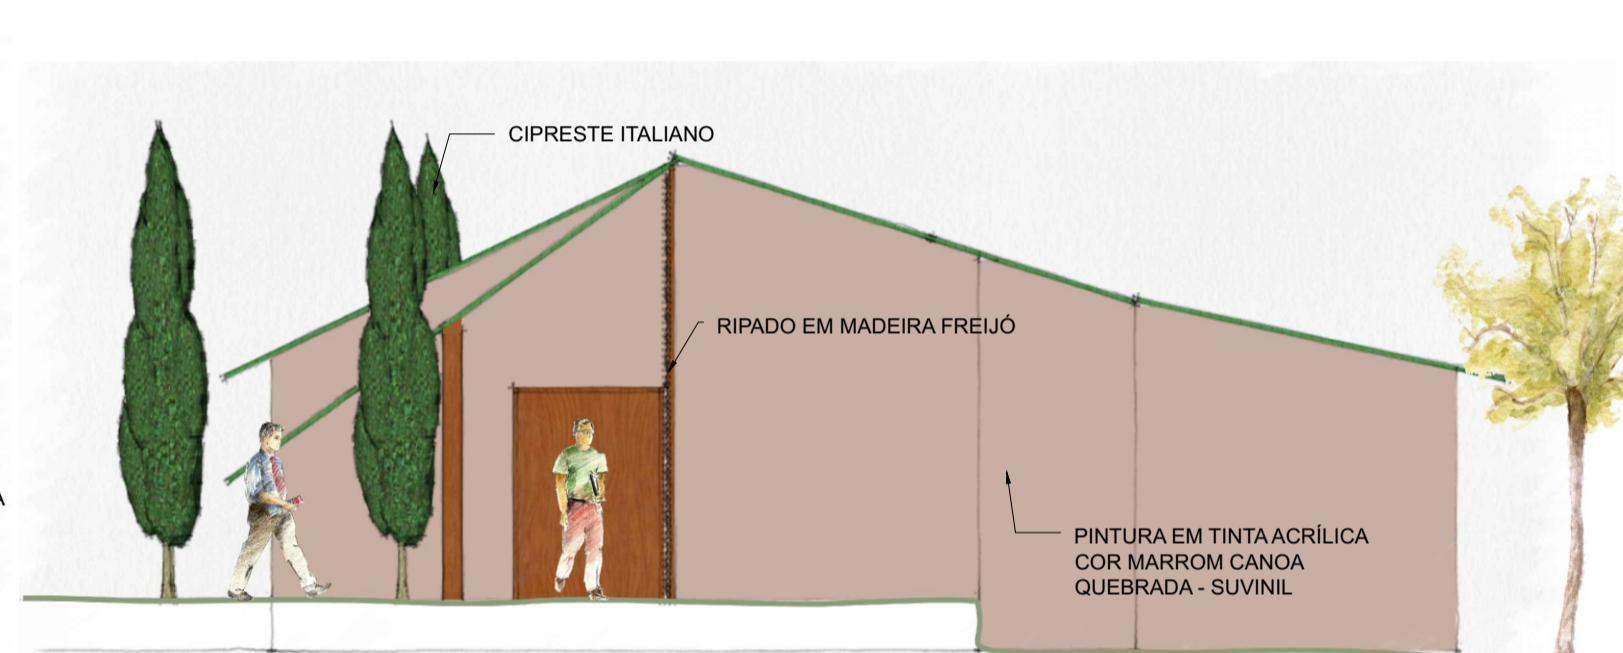 CIPRESTE ITALIANO
RIPADO EM MADEIRA FREIJÓ
A
PINTURA EM TINTA ACRÍLICA
COR MARROM CANOA
QUEBRADA - SUVINIL